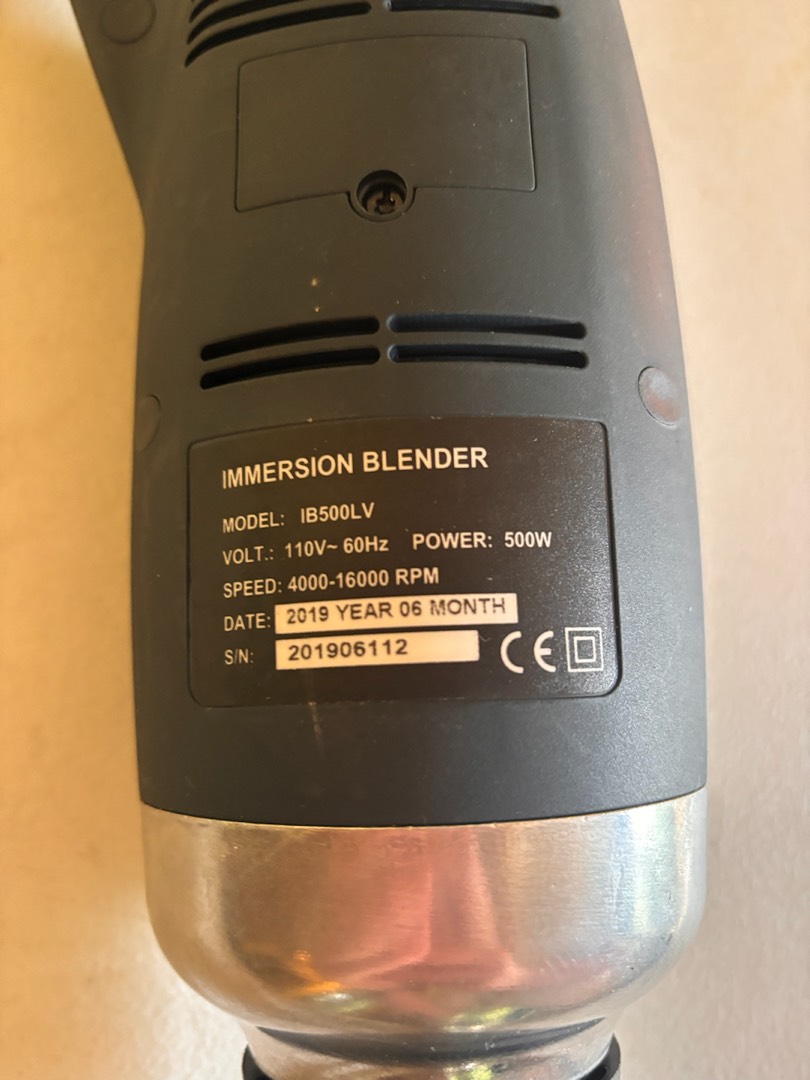 IMMERSION BLENDER
MODEL: IB500LV
VOLT.: 110V~ 60Hz POWER: 500W
SPEED: 4000-16000 RPM
DATE: 2019 YEAR 06 MONTH
S/N: 201906112 CE